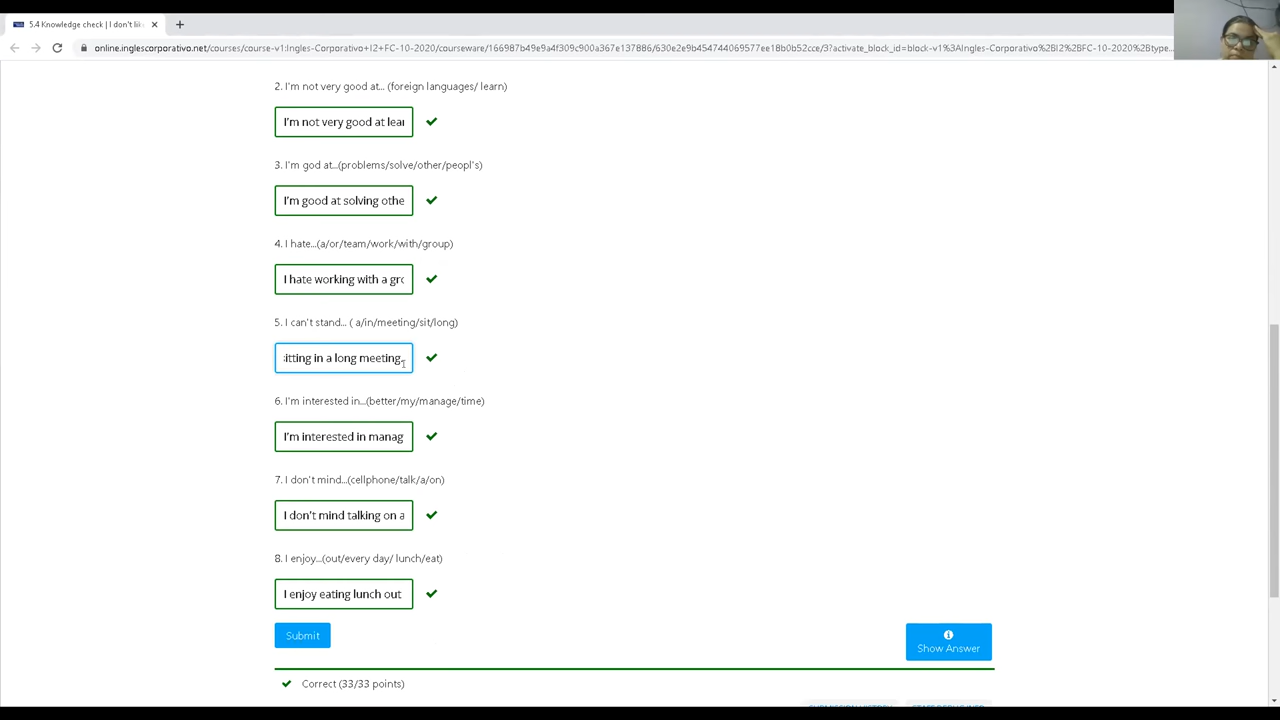 5.4 Knowledge check | I don't lik
online.inglescorporativo.net/courses/course-v1:Ingles-Corporativo+I2+FC-10-2020/courseware/166987b49e9a4f309c900a367e137886/630e2e9b454744069577ee18b0b52cce/3?activate_block_id=block-v1%3AIngles-Corporativo%2BI2%2BFC-10-2020%2Btype...
2. I'm not very good at... (foreign languages/ learn)
I'm not very good at lear
3. I'm god at...(problems/solve/other/peopl's)
I'm good at solving othe
4. I hate...(a/or/team/work/with/group)
I hate working with a gro
5. I can't stand... ( a/in/meeting/sit/long)
sitting in a long meeting.
6. I'm interested in...(better/my/manage/time)
I'm interested in manag
7. I don't mind...(cellphone/talk/a/on)
I don't mind talking on a
8. I enjoy...(out/every day/ lunch/eat)
I enjoy eating lunch out
Submit
Show Answer
Correct (33/33 points)